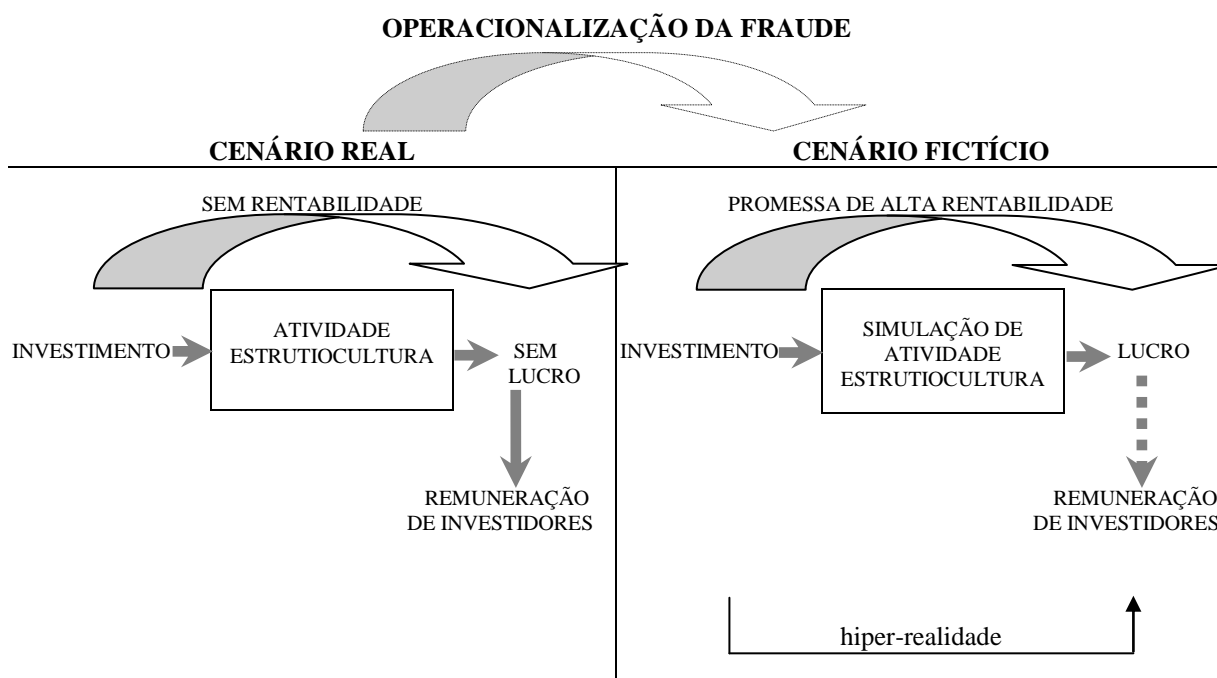 OPERACIONALIZAÇÃO DA FRAUDE
CENÁRIO REAL
SEM RENTABILIDADE
INVESTIMENTO
ATIVIDADE
ESTRUTIOCULTURA
SEM
LUCRO
REMUNERAÇÃO
DE INVESTIDORES
CENÁRIO FICTÍCIO
PROMESSA DE ALTA RENTABILIDADE
INVESTIMENTO
SIMULAÇÃO DE
ATIVIDADE
ESTRUTIOCULTURA
LUCRO
REMUNERAÇÃO
DE INVESTIDORES
hiper-realidade